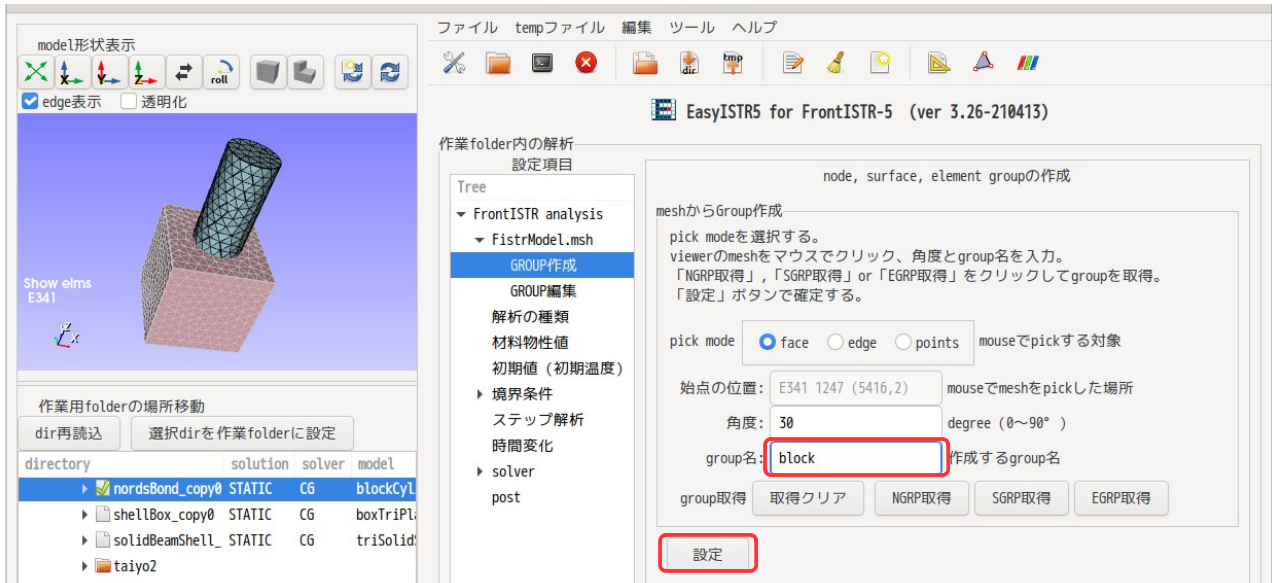 model形状表示
roll
edge表示 透明化
Show elms
E341
Z
X
作業用folderの場所移動
dir再読込 選択dirを作業folderに設定
directory solution solver model
nordsBond_copy0 STATIC CG blockCyl
shellBox_copy0 STATIC CG boxTriPl
solidBeamShell_ STATIC CG triSolid
taiyo2
ファイル tempファイル 編集 ツール ヘルプ
dir tmp
EasyISTR5 for FrontISTR-5 (ver 3.26-210413)
作業folder内の解析
設定項目
Tree
FrontISTR analysis
FistrModel.msh
GROUP作成
GROUP編集
解析の種類
材料物性値
初期値 (初期温度)
境界条件
ステップ解析
時間変化
solver
post
node, surface, element groupの作成
meshからGroup作成
pick modeを選択する。
viewerのmeshをマウスでクリック、角度とgroup名を入力。
「NGRP取得」,「SGRP取得」or「EGRP取得」をクリックしてgroupを取得。
「設定」ボタンで確定する。
pick mode face edge points mouseでpickする対象
始点の位置: E341 1247 (5416,2) mouseでmeshをpickした場所
角度: 30 degree (0～90° )
group名: block 作成するgroup名
group取得 取得クリア NGRP取得 SGRP取得 EGRP取得
設定